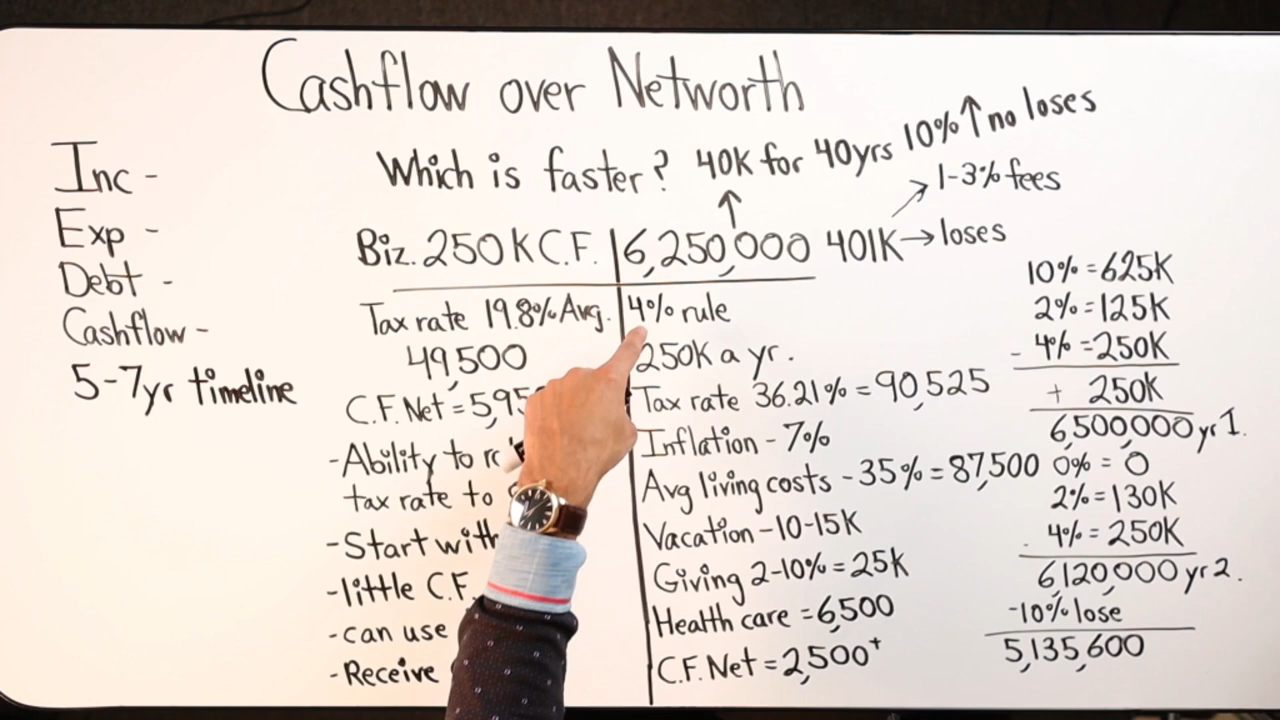 Cashflow over Networth
Inc -
Exp -
Debt -
Cashflow -
5-7yr timeline
Which is faster? 40K for 40yrs 10%↑ no loses
Biz. 250K C.F. | 6,250,000 401K → loses
↗ 1-3% fees
Tax rate 19.8% Avg.
49,500
C.F. Net = 5,95
-Ability to
tax rate to
-Start with
-little C.F.
-can use
-Receive
4% rule
250K a yr.
Tax rate 36.21% = 90,525
Inflation - 7%
Avg living costs - 35% = 87,500
Vacation - 10-15K
Giving 2-10% = 25K
Health care = 6,500
C.F. Net = 2,500+
10% = 625K
2% = 125K
- 4% = 250K
+ 250K
6,500,000 yr 1.
0% = 0
2% = 130K
- 4% = 250K
6,120,000 yr 2.
-10% lose
5,135,600